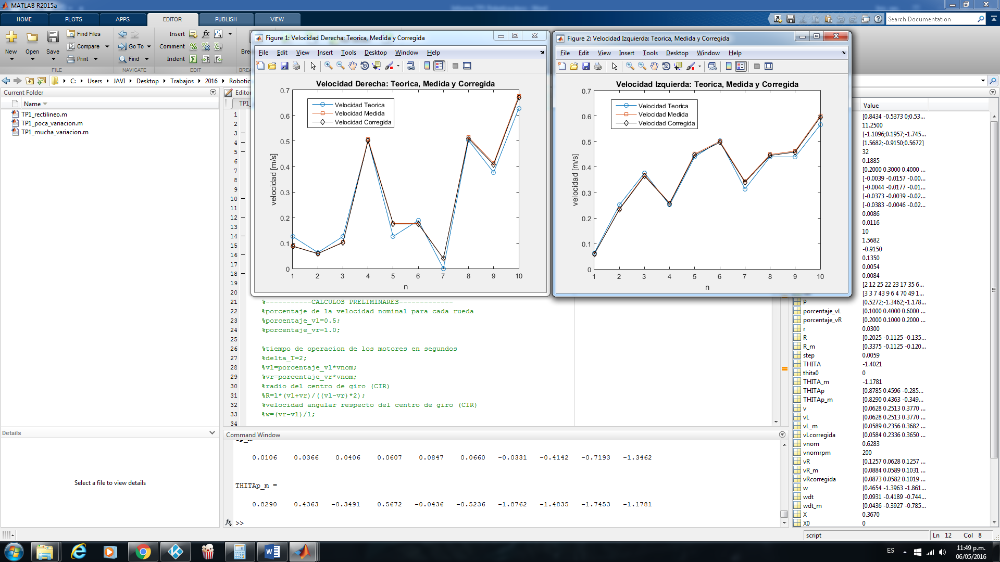 MATLAB R2015a
HOME PLOTS APPS EDITOR PUBLISH VIEW
Search Documentation
New Open Save
Find Files
Compare
Print
Go To
Find
Insert
Comment
Indent
FILE NAVIGATE EDIT
C: Users JAVI Desktop Trabajos 2016
Current Folder
Name
TP1_rectilineo.m
TP1_poca_variacion.m
TP1_mucha_variacion.m
Details
Select a file to view details
Figure 1: Velocidad Derecha: Teorica, Medida y Corregida
File Edit View Insert Tools Desktop Window Help
Velocidad Derecha: Teorica, Medida y Corregida
Velocidad Teorica
Velocidad Medida
Velocidad Corregida
velocidad [m/s]
0.7
0.6
0.5
0.4
0.3
0.2
0.1
0
1 2 3 4 5 6 7 8 9 10
n
Figure 2: Velocidad Izquierda: Teorica, Medida y Corregida
File Edit View Insert Tools Desktop Window Help
Velocidad Izquierda: Teorica, Medida y Corregida
Velocidad Teorica
Velocidad Medida
Velocidad Corregida
velocidad [m/s]
0.7
0.6
0.5
0.4
0.3
0.2
0.1
0
1 2 3 4 5 6 7 8 9 10
n
1
2
3
4
5
6
7
8
9
10
11
12
13
14
15
16
17
18
19
20
21 %-----------CALCULOS PRELIMINARES-------------
22 %porcentaje de la velocidad nominal para cada rueda
23 %porcentaje_vl=0.5;
24 %porcentaje_vr=1.0;
25
26 %tiempo de operacion de los motores en segundos
27 %delta_T=2;
28 %vl=porcentaje_vl*vnom;
29 %vr=porcentaje_vr*vnom;
30 %radio del centro de giro (CIR)
31 %R=l*(vl+vr)/((vl-vr)*2);
32 %velocidad angular respecto del centro de giro (CIR)
33 %w=(vr-vl)/l;
34
Command Window
0.0106 0.0366 0.0406 0.0607 0.0847 0.0660 -0.0331 -0.4142 -0.7193 -1.3462
THITAp_m =
0.8290 0.4363 -0.3491 0.5672 -0.0436 -0.5236 -1.8762 -1.4835 -1.7453 -1.1781
fx >>
Value
[0.8434 -0.5373 0;0.53...
11.2500
[-1.1096;0.1957;-1.745...
[1.5682;-0.9150;0.5672]
32
0.1885
[0.2000 0.3000 0.4000 ...
[-0.0039 -0.0157 -0.00...
[-0.0044 -0.0177 -0.01...
[-0.0373 -0.0039 -0.02...
[-0.0383 -0.0046 -0.02...
0.0086
0.0116
10
1.5682
-0.9150
0.1350
0.0054
0.0084
[2 12 25 22 23 17 35 6...
[3 3 7 43 9 6 4 70 49 1...
P [0.5272;-1.3462;-1.178...
porcentaje_vL [0.1000 0.4000 0.6000 ...
porcentaje_vR [0.2000 0.1000 0.2000 ...
r 0.0300
R [0.2025 -0.1125 -0.135...
R_m [0.3375 -0.1125 -0.120...
step 0.0059
THITA -1.4021
thita0 0
THITA_m -1.1781
THITAp [0.8785 0.4596 -0.285...
THITAp_m [0.8290 0.4363 -0.349...
v [0.0628 0.2513 0.3770 ...
vL [0.0628 0.2513 0.3770 ...
vL_m [0.0589 0.2356 0.3682 ...
vLcorregida [0.0584 0.2336 0.3650 ...
vnom 0.6283
vnomrpm 200
vR [0.1257 0.0628 0.1257 ...
vR_m [0.0884 0.0589 0.1031 ...
vRcorregida [0.0873 0.0582 0.1019 ...
w [0.4654 -1.3963 -1.861...
wdt [0.0931 -0.4189 -0.744...
wdt_m [0.0436 -0.3927 -0.785...
X 0.3670
X0 0
script Ln 12 Col 8
ES
11:49 p.m.
06/05/2016